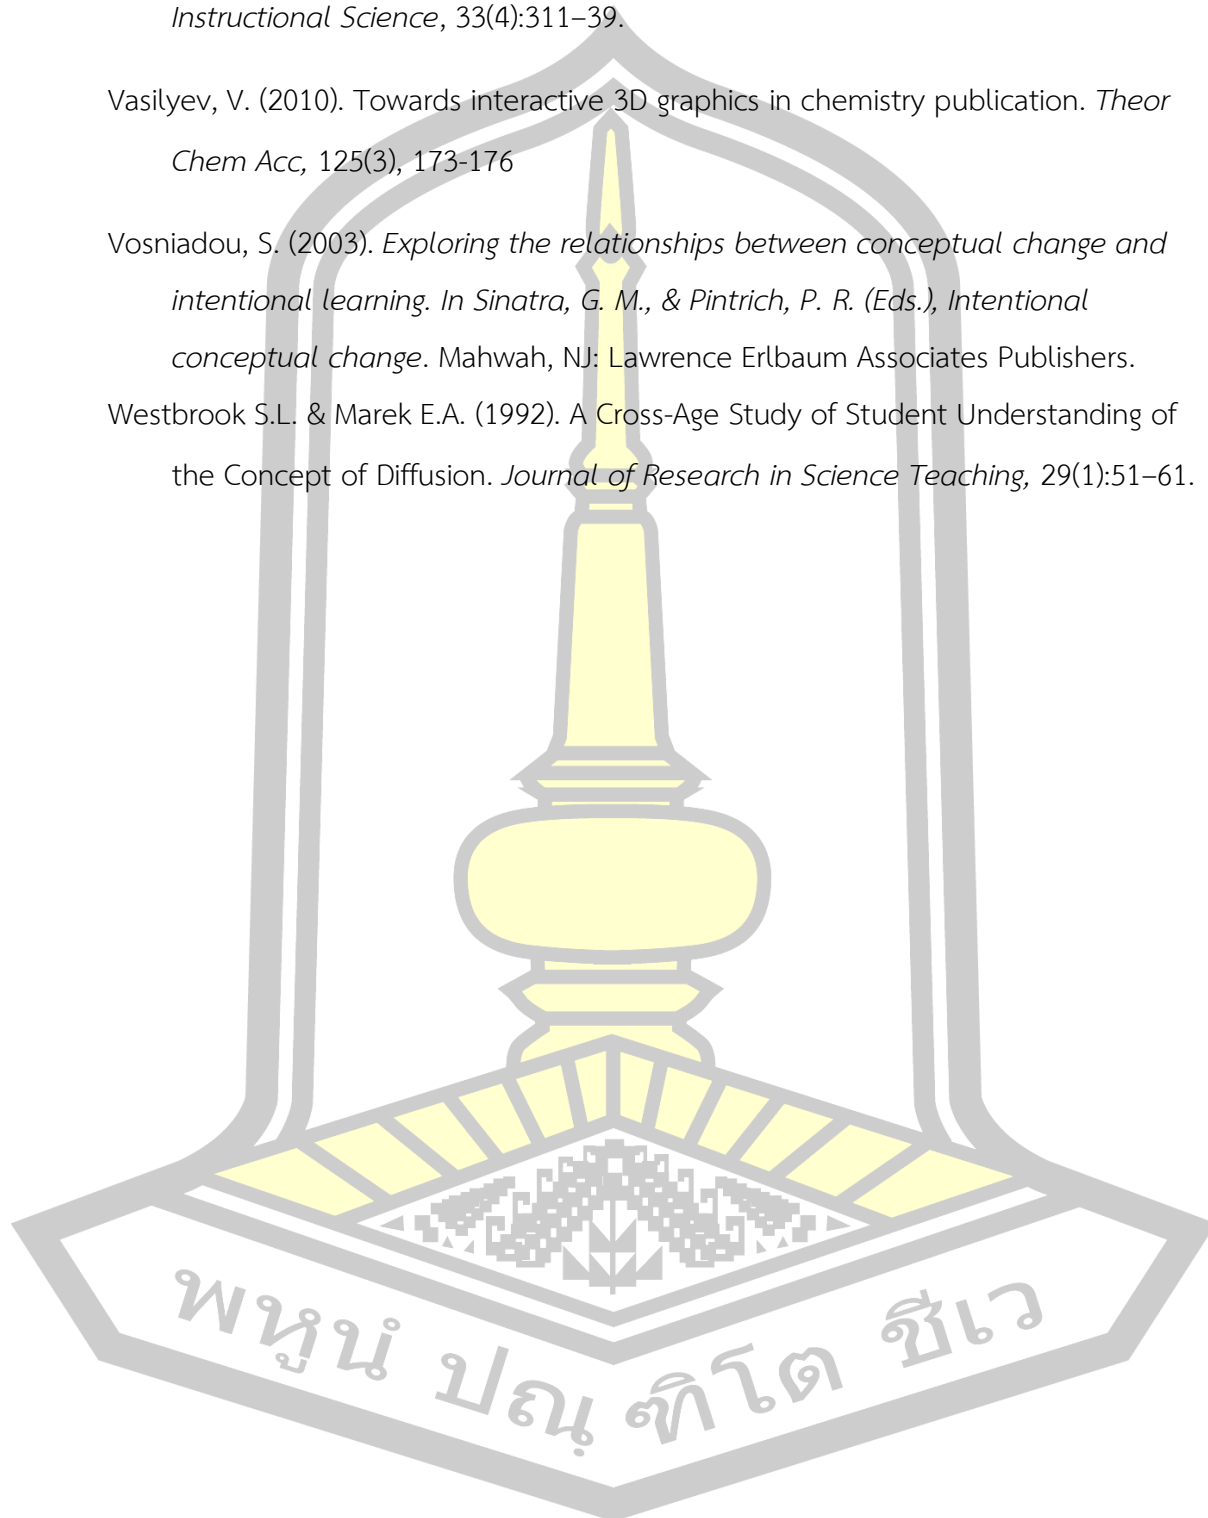 Instructional Science, 33(4):311–39.
Vasilyev, V. (2010). Towards interactive 3D graphics in chemistry publication. Theor
Chem Acc, 125(3), 173-176
Vosniadou, S. (2003). Exploring the relationships between conceptual change and
intentional learning. In Sinatra, G. M., & Pintrich, P. R. (Eds.), Intentional
conceptual change. Mahwah, NJ: Lawrence Erlbaum Associates Publishers.
Westbrook S.L. & Marek E.A. (1992). A Cross-Age Study of Student Understanding of
the Concept of Diffusion. Journal of Research in Science Teaching, 29(1):51–61.
พหูนํ ปณฺฑิโต ชีเว